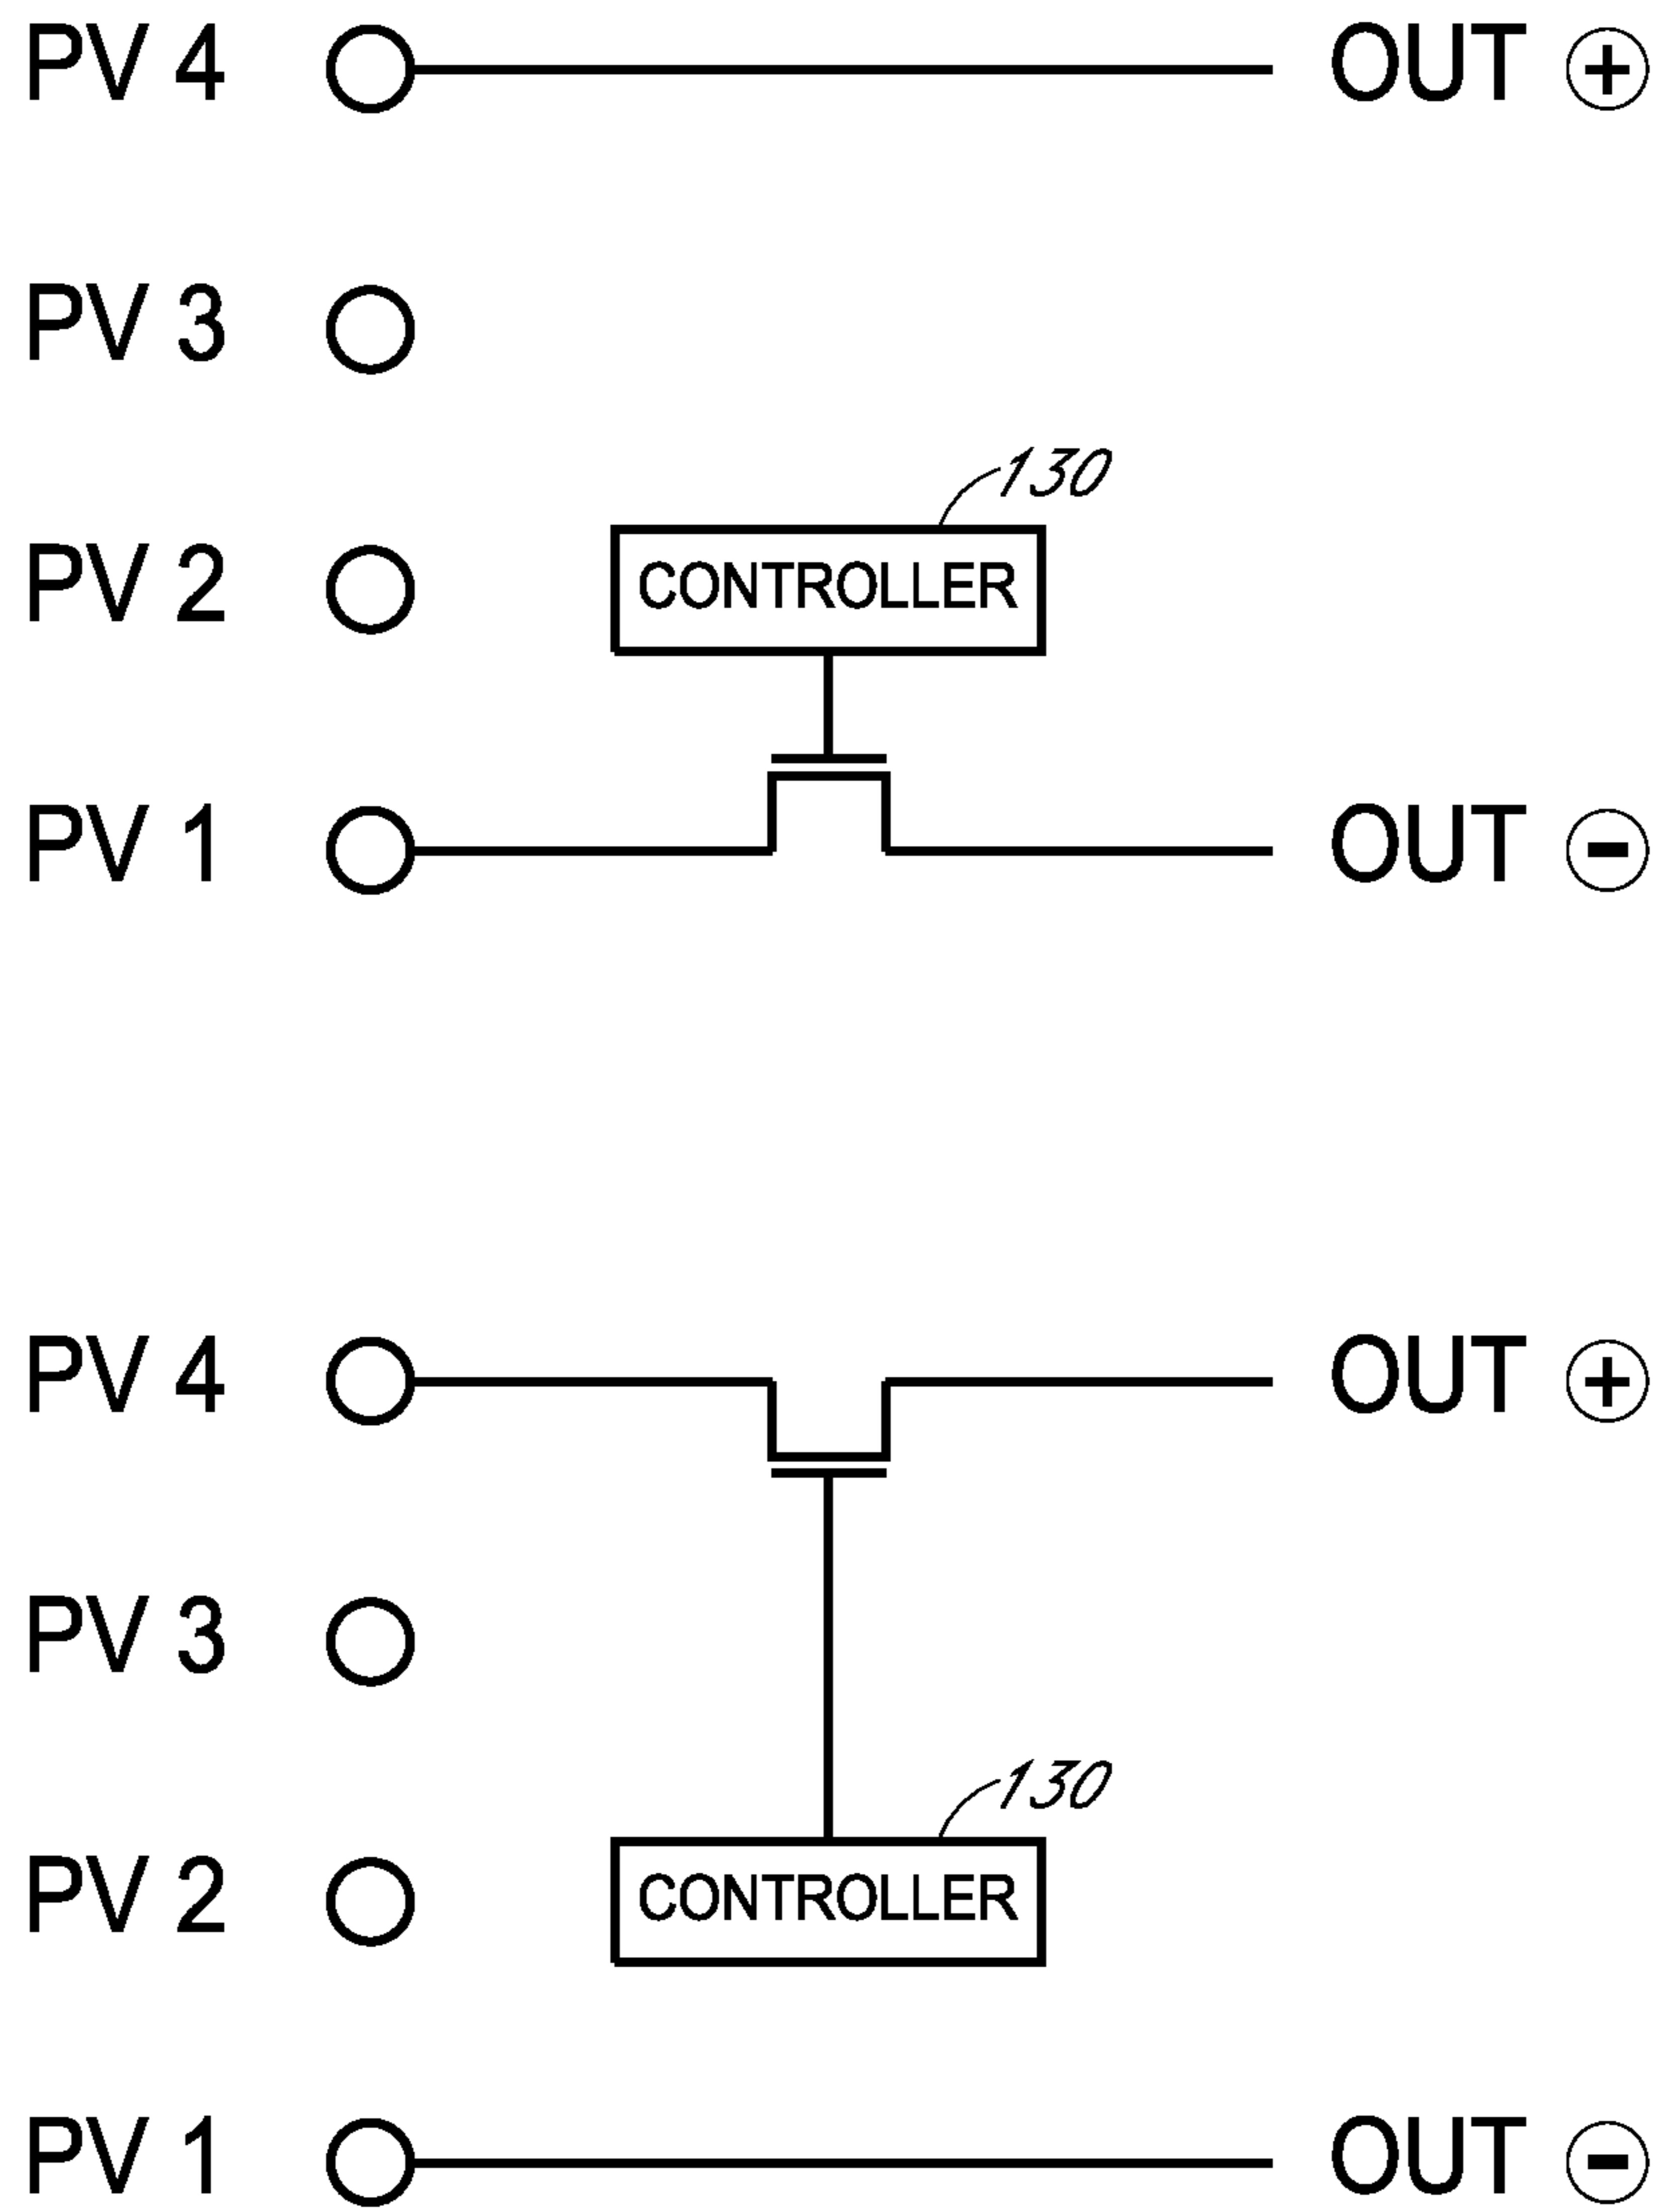 PV 4 OUT +
PV 3
130
PV 2 CONTROLLER
PV 1 OUT -
PV 4 OUT +
PV 3
130
PV 2 CONTROLLER
PV 1 OUT -